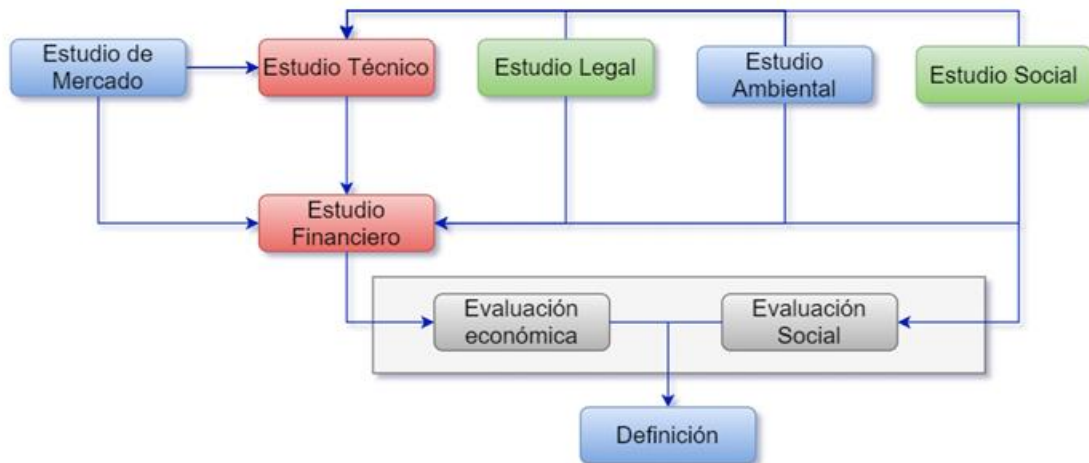 Estudio de
Mercado
Estudio Técnico
Estudio Legal
Estudio
Ambiental
Estudio Social
Estudio
Financiero
Evaluación
económica
Evaluación
Social
Definición